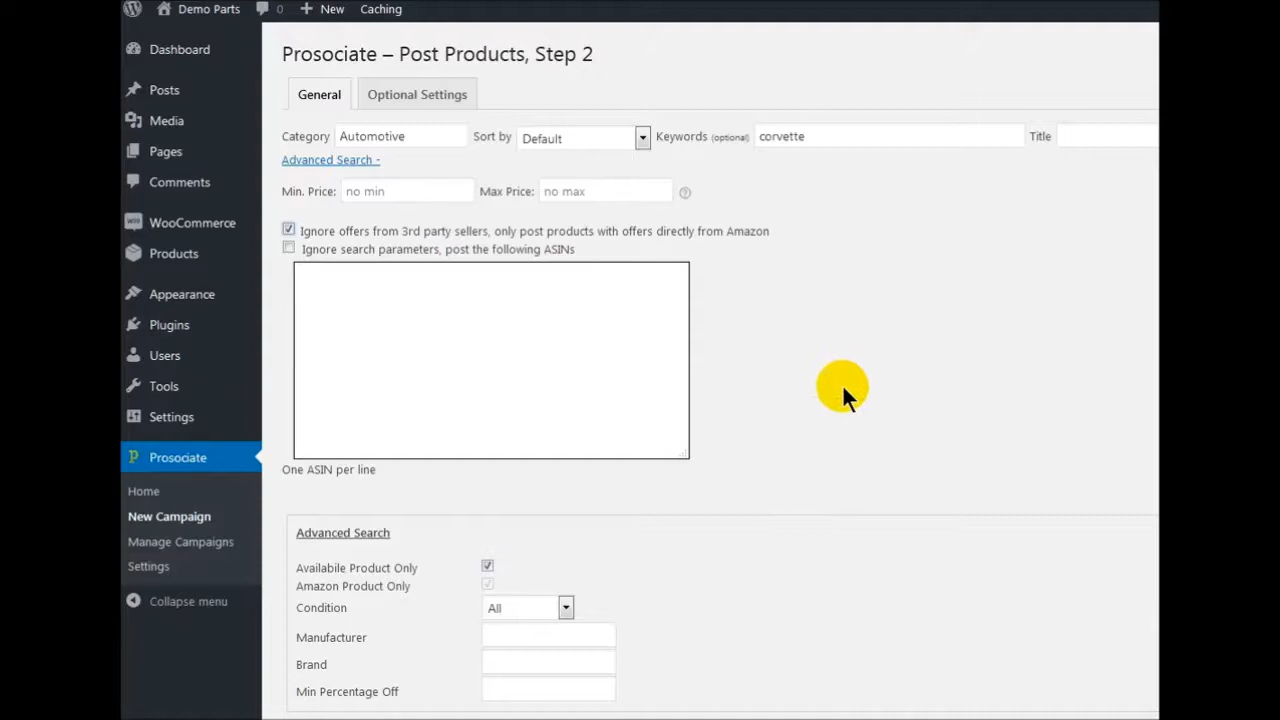 Demo Parts 0 New Caching
Dashboard
Posts
Media
Pages
Comments
WooCommerce
Products
Appearance
Plugins
Users
Tools
Settings
Prosociate
Home
New Campaign
Manage Campaigns
Settings
Collapse menu
Prosociate – Post Products, Step 2
General Optional Settings
Category Automotive Sort by Default Keywords (optional) corvette Title
Advanced Search -
Min. Price: no min Max Price: no max
Ignore offers from 3rd party sellers, only post products with offers directly from Amazon
Ignore search parameters, post the following ASINs
One ASIN per line
Advanced Search
Availabile Product Only
Amazon Product Only
Condition All
Manufacturer
Brand
Min Percentage Off